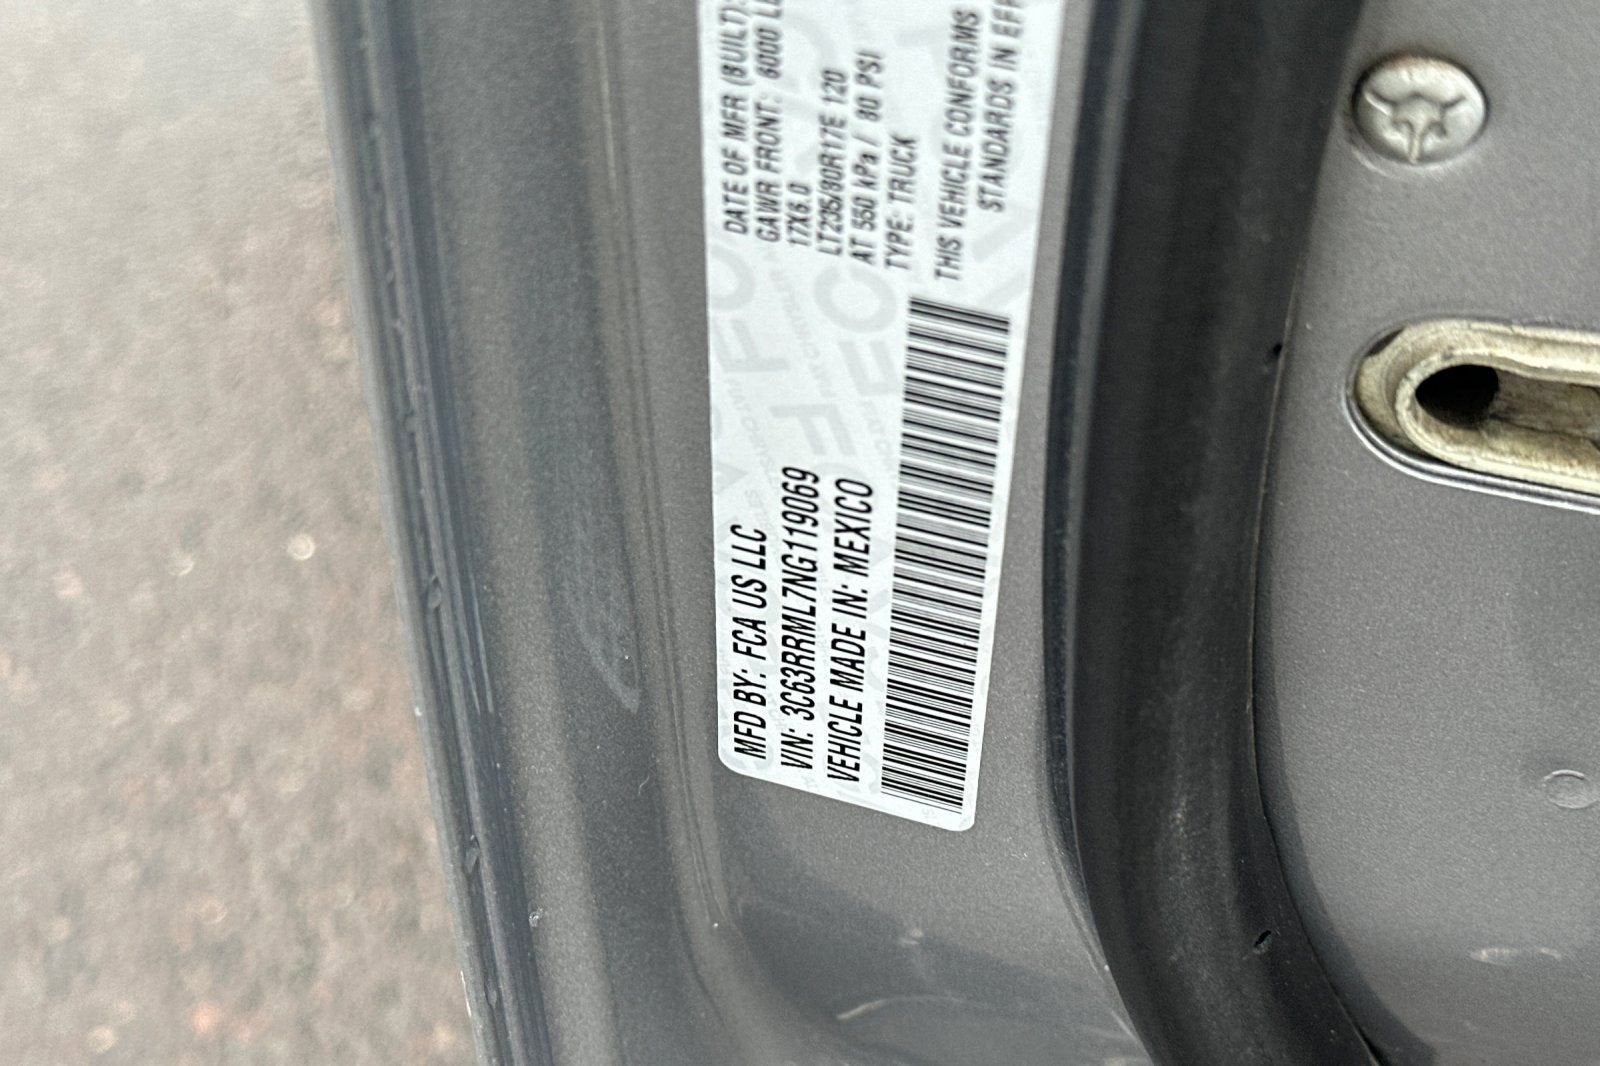 MFD BY: FCA US LLC
VIN: 3C63RRML7NG119069
VEHICLE MADE IN: MEXICO
DATE OF MFR (BUILT):
GAWR FRONT: 6000 L
17X6.0
LT235/80R17E 120
AT 550 kPa / 80 PSI
TYPE: TRUCK
THIS VEHICLE CONFORMS
STANDARDS IN EFF